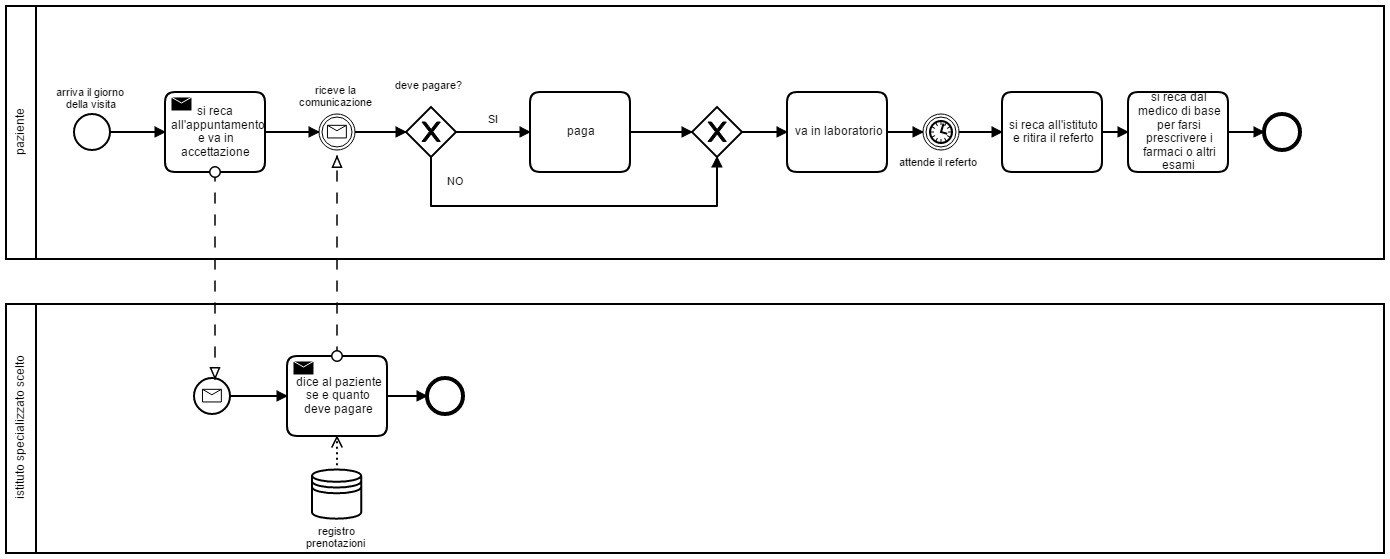 paziente
arriva il giorno
della visita
si reca
all'appuntamento
e va in
accettazione
riceve la
comunicazione
deve pagare?
SI
NO
paga
va in laboratorio
attende il referto
si reca all'istituto
e ritira il referto
si reca dal
medico di base
per farsi
prescrivere i
farmaci o altri
esami
istituto specializzato scelto
dice al paziente
se e quanto
deve pagare
registro
prenotazioni